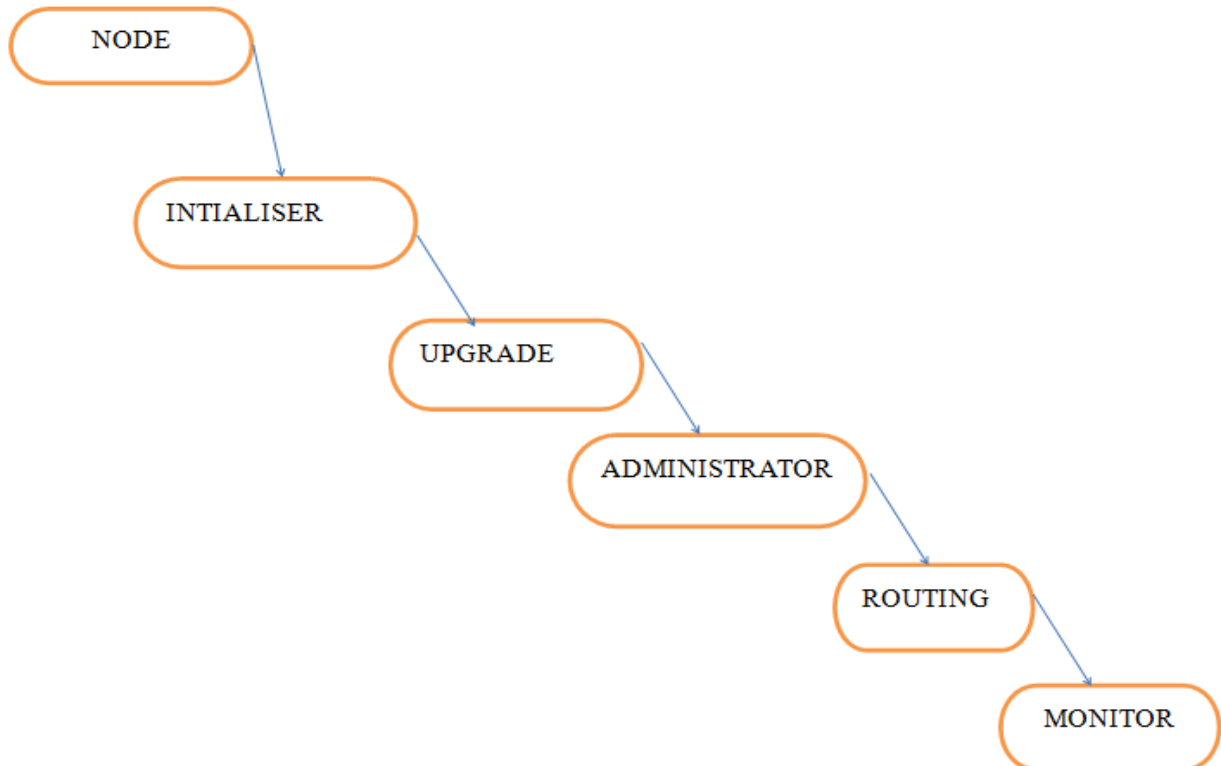 NODE
INTIALISER
UPGRADE
ADMINISTRATOR
ROUTING
MONITOR